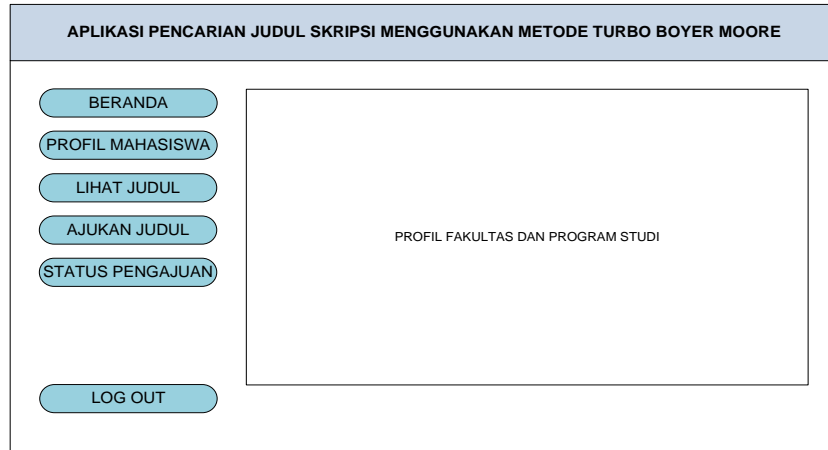 APLIKASI PENCARIAN JUDUL SKRIPSI MENGGUNAKAN METODE TURBO BOYER MOORE
BERANDA
PROFIL MAHASISWA
LIHAT JUDUL
AJUKAN JUDUL
STATUS PENGAJUAN
LOG OUT
PROFIL FAKULTAS DAN PROGRAM STUDI